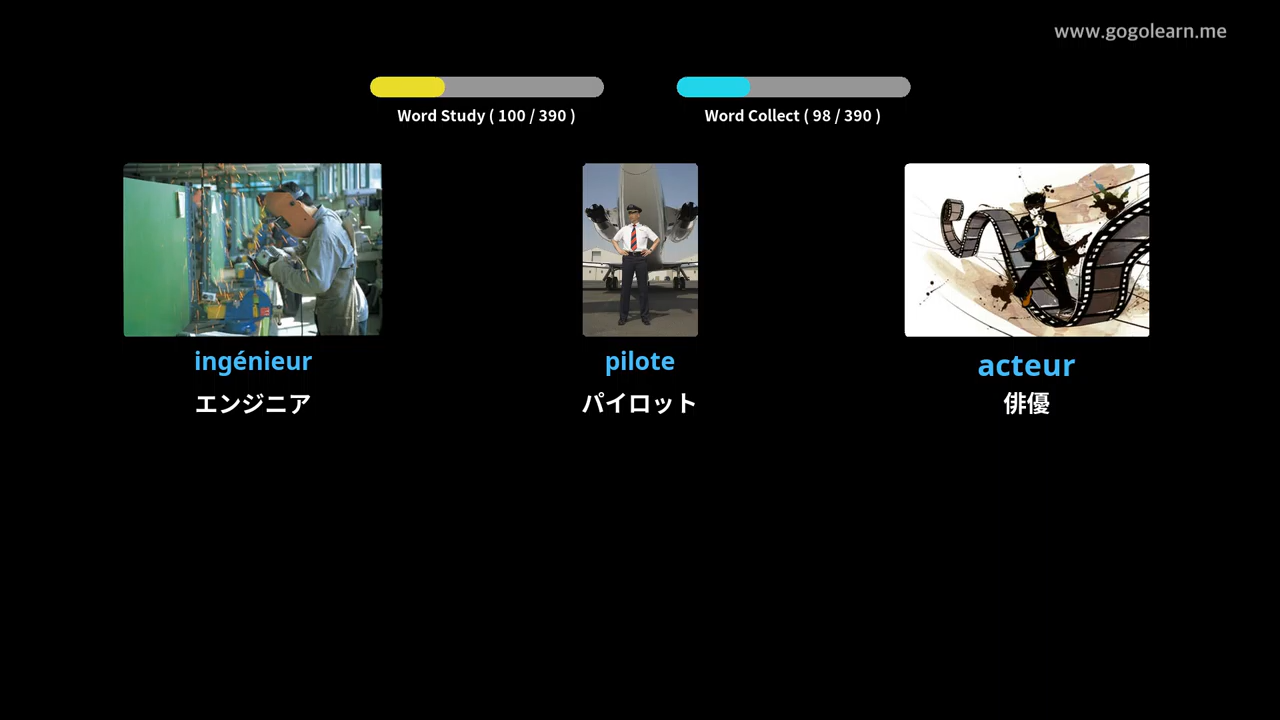 www.gogolearn.me
Word Study ( 100 / 390 )
Word Collect ( 98 / 390 )
ingénieur
エンジニア
pilote
パイロット
acteur
俳優